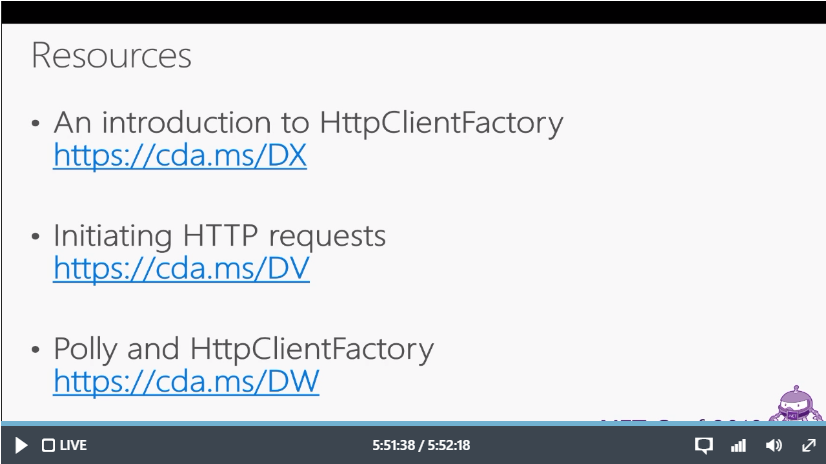 Resources
• An introduction to HttpClientFactory
https://cda.ms/DX
• Initiating HTTP requests
https://cda.ms/DV
• Polly and HttpClientFactory
https://cda.ms/DW
LIVE
5:51:38 / 5:52:18